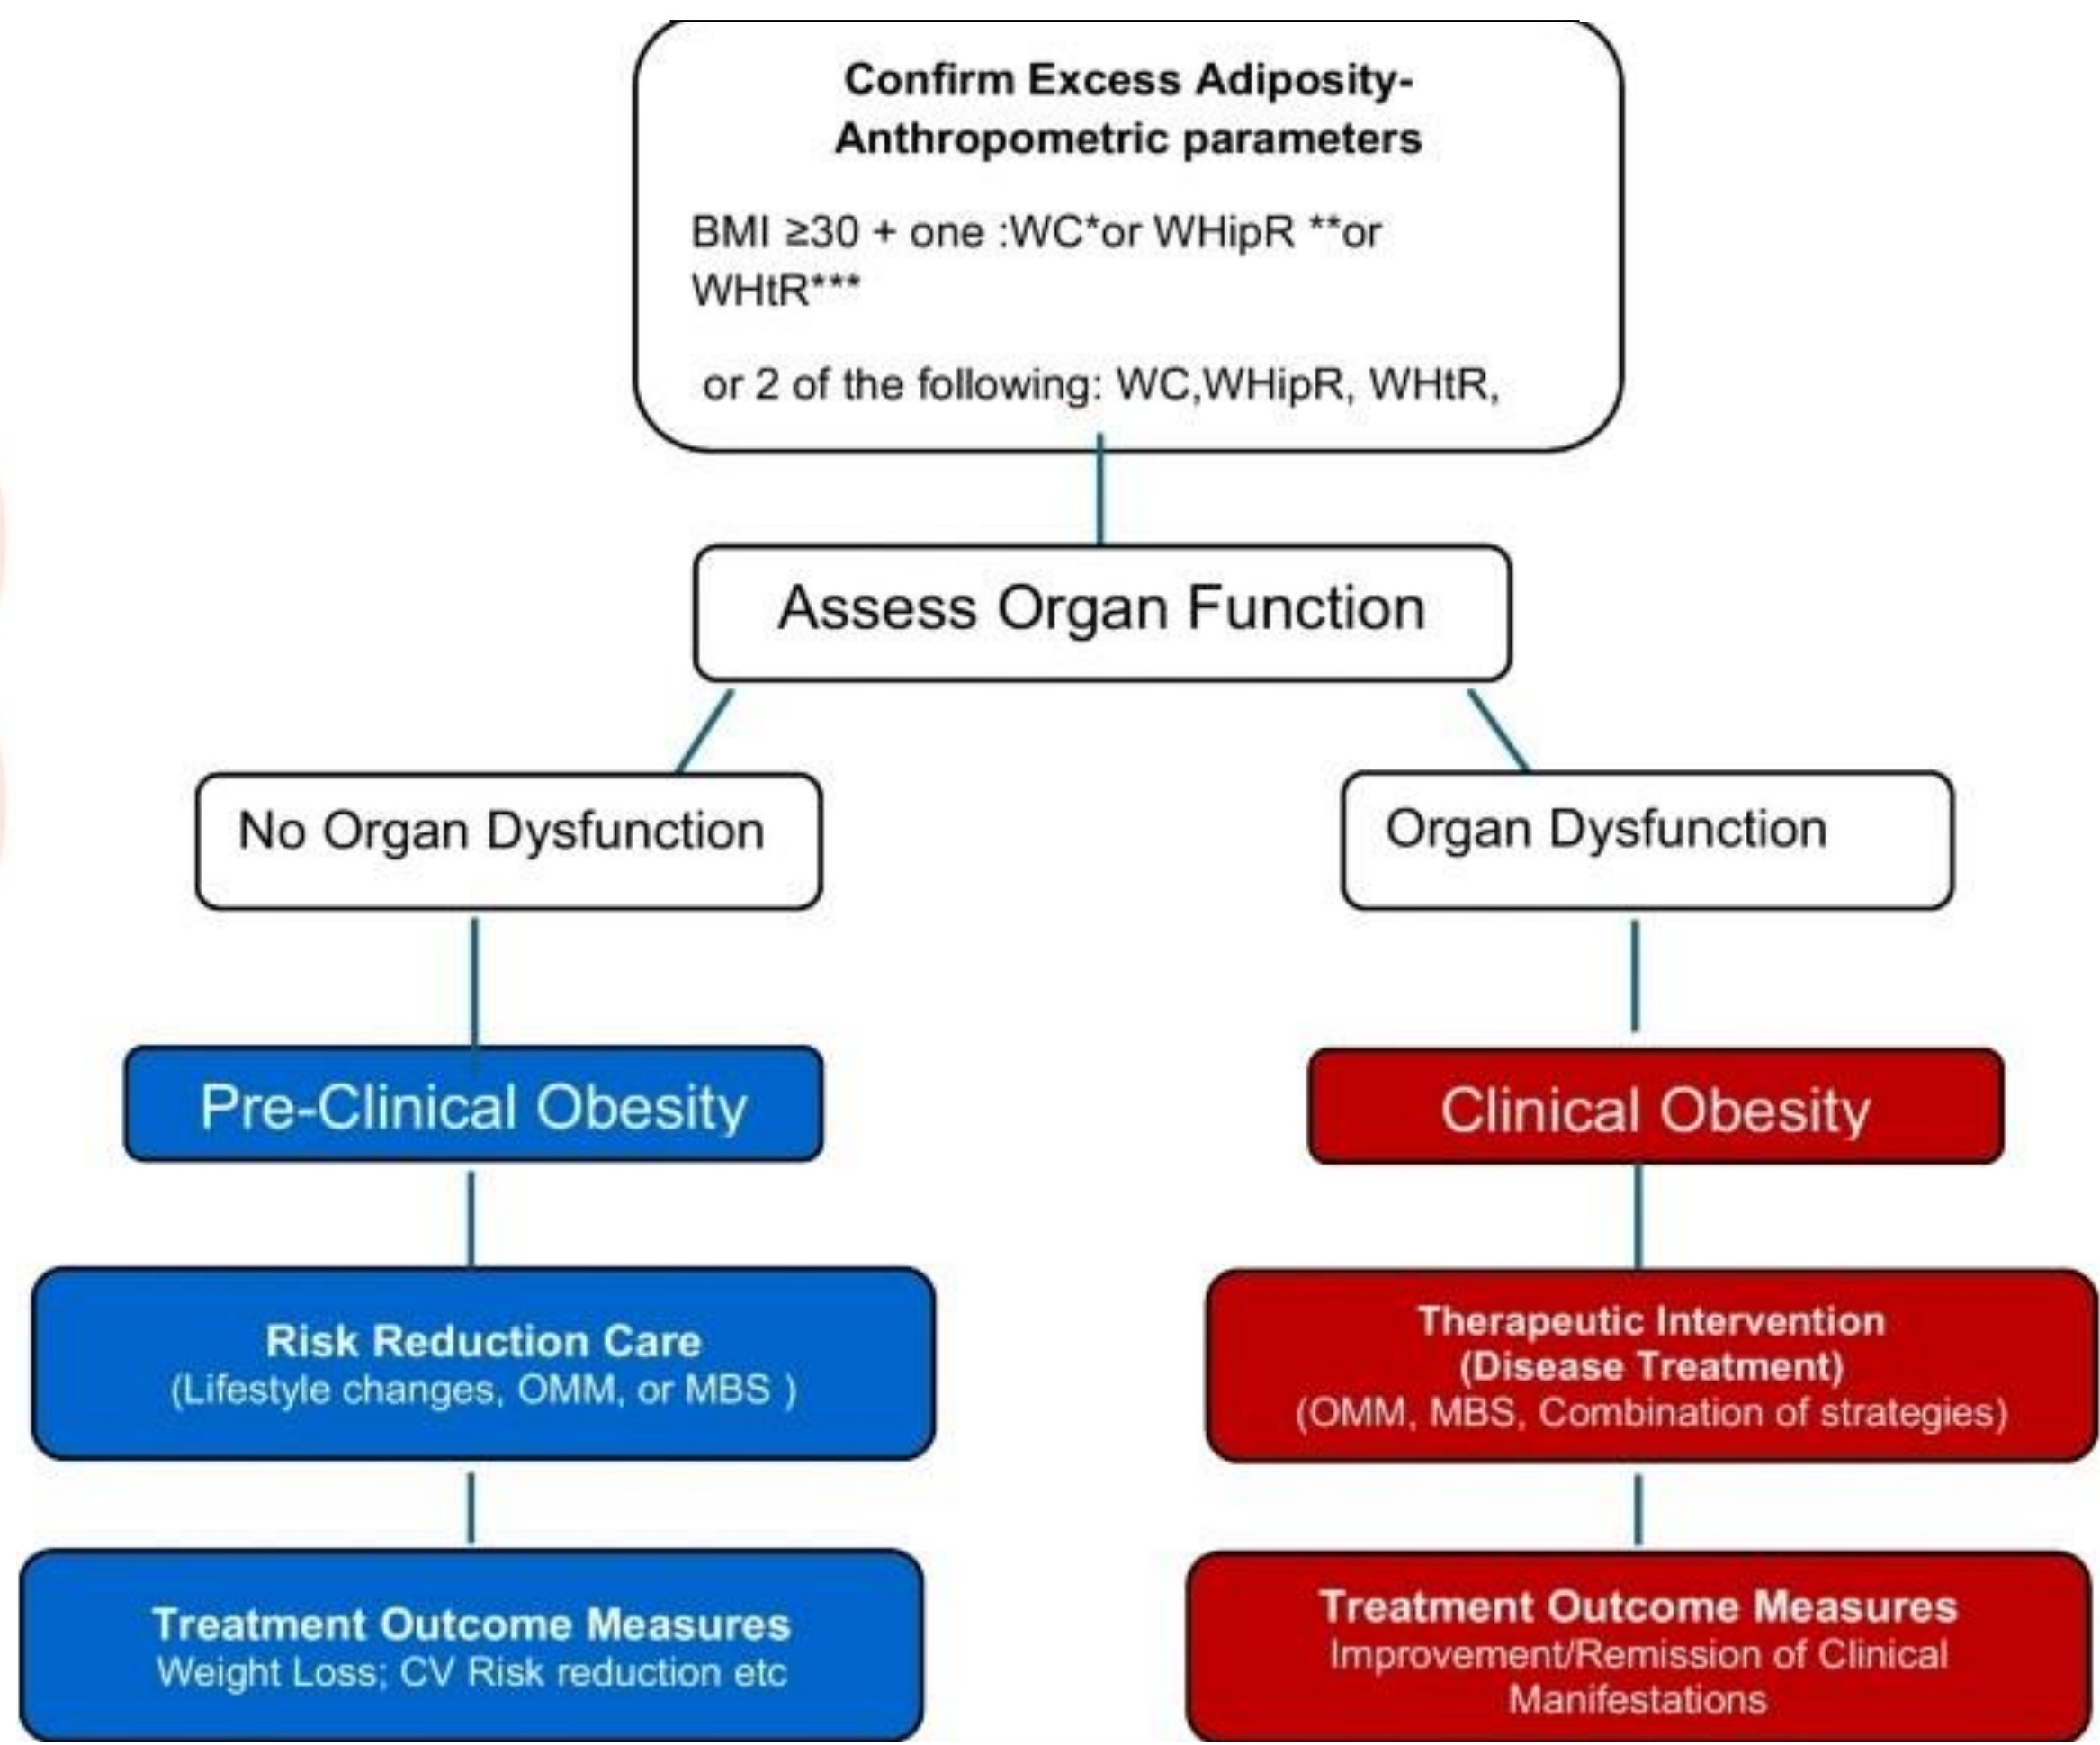 Confirm Excess Adiposity-
Anthropometric parameters
BMI ≥30 + one :WC*or WHipR **or
WHtR***
or 2 of the following: WC,WHipR, WHtR,
Assess Organ Function
No Organ Dysfunction
Organ Dysfunction
Pre-Clinical Obesity
Clinical Obesity
Risk Reduction Care
(Lifestyle changes, OMM, or MBS )
Therapeutic Intervention
(Disease Treatment)
(OMM, MBS, Combination of strategies)
Treatment Outcome Measures
Weight Loss; CV Risk reduction etc
Treatment Outcome Measures
Improvement/Remission of Clinical
Manifestations